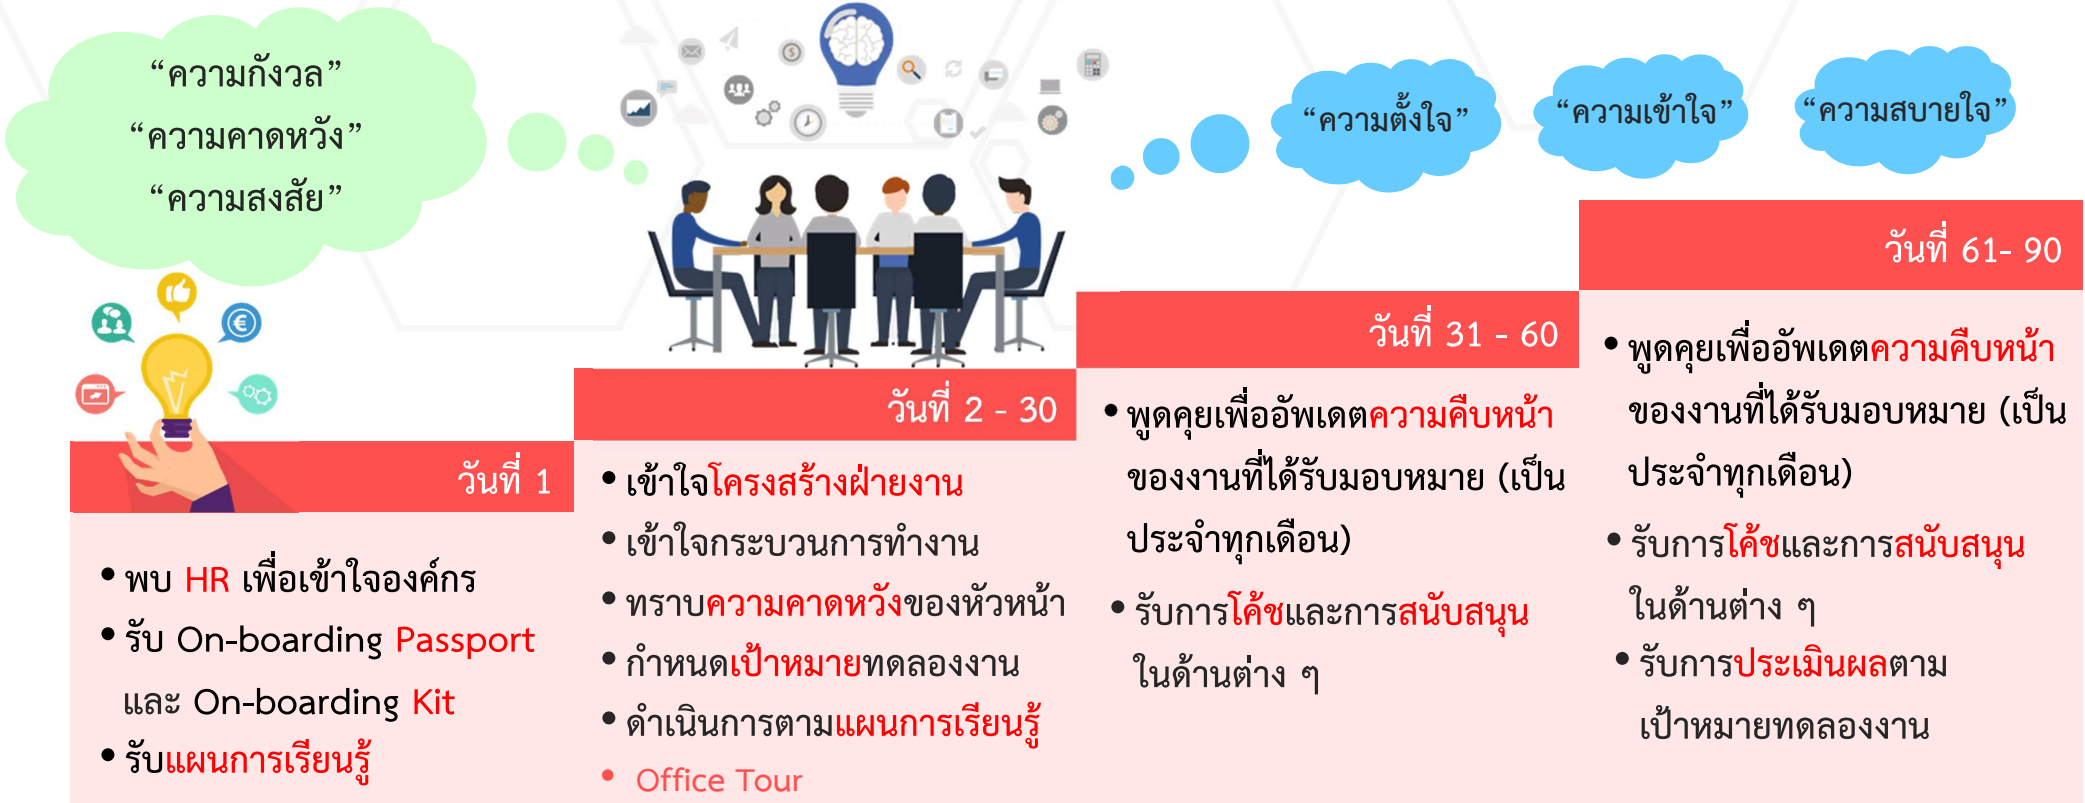 “ความกังวล”
“ความคาดหวัง”
“ความสงสัย”
“ความตั้งใจ”
“ความเข้าใจ”
“ความสบายใจ”
วันที่ 1
• พบ HR เพื่อเข้าใจองค์กร
• รับ On-boarding Passport
และ On-boarding Kit
• รับแผนการเรียนรู้
วันที่ 2 - 30
• เข้าใจโครงสร้างฝ่ายงาน
• เข้าใจกระบวนการทำงาน
• ทราบความคาดหวังของหัวหน้า
• กำหนดเป้าหมายทดลองงาน
• ดำเนินการตามแผนการเรียนรู้
• Office Tour
วันที่ 31 - 60
• พูดคุยเพื่ออัพเดตความคืบหน้า
ของงานที่ได้รับมอบหมาย (เป็น
ประจำทุกเดือน)
• รับการโค้ชและการสนับสนุน
ในด้านต่าง ๆ
วันที่ 61- 90
• พูดคุยเพื่ออัพเดตความคืบหน้า
ของงานที่ได้รับมอบหมาย (เป็น
ประจำทุกเดือน)
• รับการโค้ชและการสนับสนุน
ในด้านต่าง ๆ
• รับการประเมินผลตาม
เป้าหมายทดลองงาน